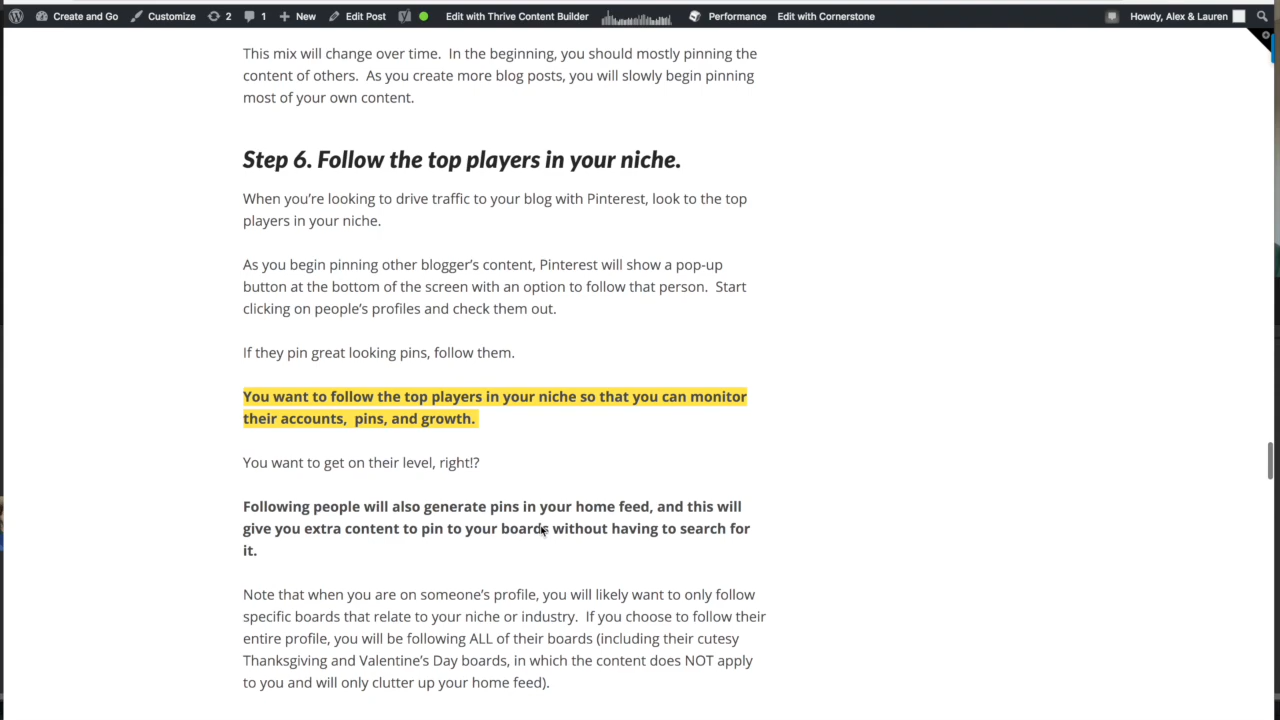 Create and Go Customize 2 1 New Edit Post Edit with Thrive Content Builder Performance Edit with Cornerstone Howdy, Alex & Lauren
This mix will change over time. In the beginning, you should mostly pinning the
content of others. As you create more blog posts, you will slowly begin pinning
most of your own content.
Step 6. Follow the top players in your niche.
When you're looking to drive traffic to your blog with Pinterest, look to the top
players in your niche.
As you begin pinning other blogger's content, Pinterest will show a pop-up
button at the bottom of the screen with an option to follow that person. Start
clicking on people's profiles and check them out.
If they pin great looking pins, follow them.
You want to follow the top players in your niche so that you can monitor
their accounts, pins, and growth.
You want to get on their level, right!?
Following people will also generate pins in your home feed, and this will
give you extra content to pin to your boards without having to search for
it.
Note that when you are on someone's profile, you will likely want to only follow
specific boards that relate to your niche or industry. If you choose to follow their
entire profile, you will be following ALL of their boards (including their cutesy
Thanksgiving and Valentine's Day boards, in which the content does NOT apply
to you and will only clutter up your home feed).